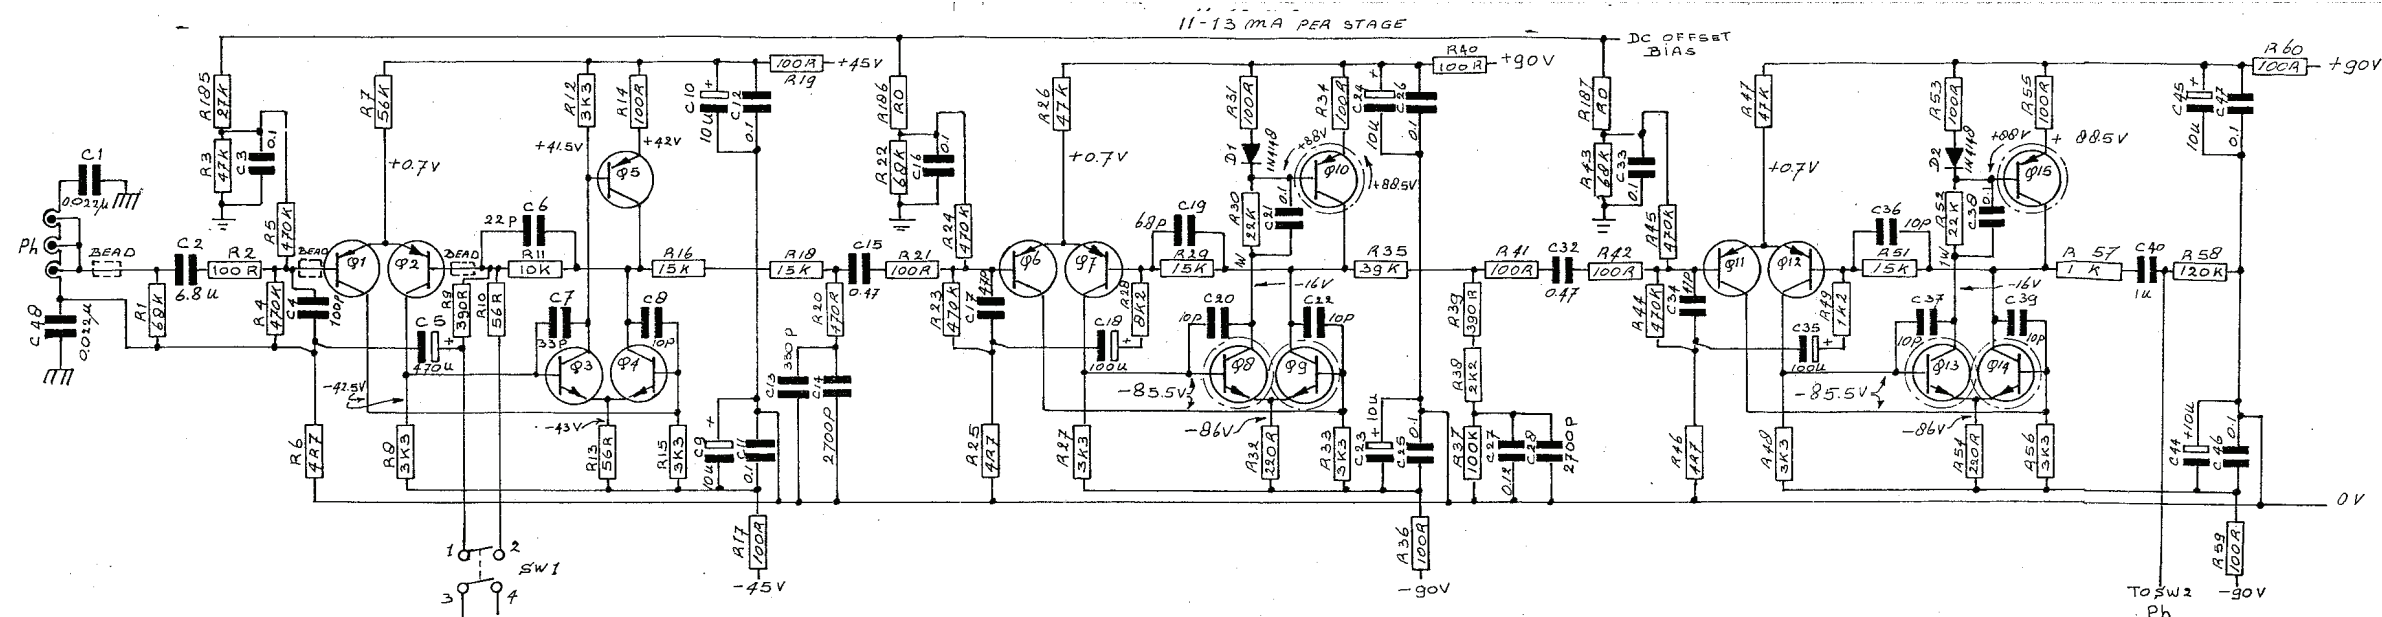 11-13 MA PER STAGE
DC OFFSET
BIAS
R185
27K
R3
47K
C3
0.1
R7
56K
+0.7V
R12
3K3
R14
100R
+41.5V
+42V
C10
10U
C12
0.1
100R
R19
+45V
R186
1R0
R22
68K
C16
0.1
R26
47K
+0.7V
R31
100R
D1
1N4148
+88V
R34
100R
+88.5V
C24
10U
C26
0.1
R40
100R
+90V
R187
1R0
R43
68K
C33
0.1
R47
47K
+0.7V
R53
100R
D2
1N4148
+88V
R55
100R
+88.5V
C45
10U
C47
0.1
R60
100R
+90V
C1
0.022µ
Ph
BEAD
C2
6.8u
R2
100R
R5
470K
BEAD
Q1
Q2
BEAD
22P
C6
R11
10K
Q5
R16
15K
R18
15K
C15
0.47
R21
100R
R24
470K
Q6
Q7
68P
C19
R29
15K
R30
22K
1W
C21
0.1
Q10
R35
39K
R41
100R
C32
0.47
R42
100R
R45
470K
Q11
Q12
C36
10P
R51
15K
R52
22K
1W
C38
0.1
Q15
R57
1K
C40
1u
R58
120K
C48
0.022µ
R1
68K
R4
470K
C4
100P
C5
470u
R9
390R
R10
56R
C7
33P
C8
10P
Q3
Q4
-42.5V
-43V
R6
4R7
R8
3K3
R13
56R
R15
3K3
C9
10U
C11
0.1
R17
100R
-45V
R20
470R
C13
330P
C14
2700P
R23
470K
C17
47P
R25
4R7
C18
100u
R28
8K2
C20
10P
C22
10P
-16V
Q8
Q9
-85.5V
-86V
R27
3K3
R32
220R
R33
3K3
C23
10U
C25
0.1
R36
100R
-90V
R39
390R
R38
2K2
R37
100K
C27
0.12
C28
2700P
R44
470K
C34
47P
R46
4R7
C35
100u
R49
1K2
C37
10P
C39
10P
-16V
Q13
Q14
-85.5V
-86V
R48
3K3
R54
220R
R56
3K3
C44
10U
C46
0.1
0V
R59
100R
-90V
TO SW2
Ph
1
2
SW1
3
4